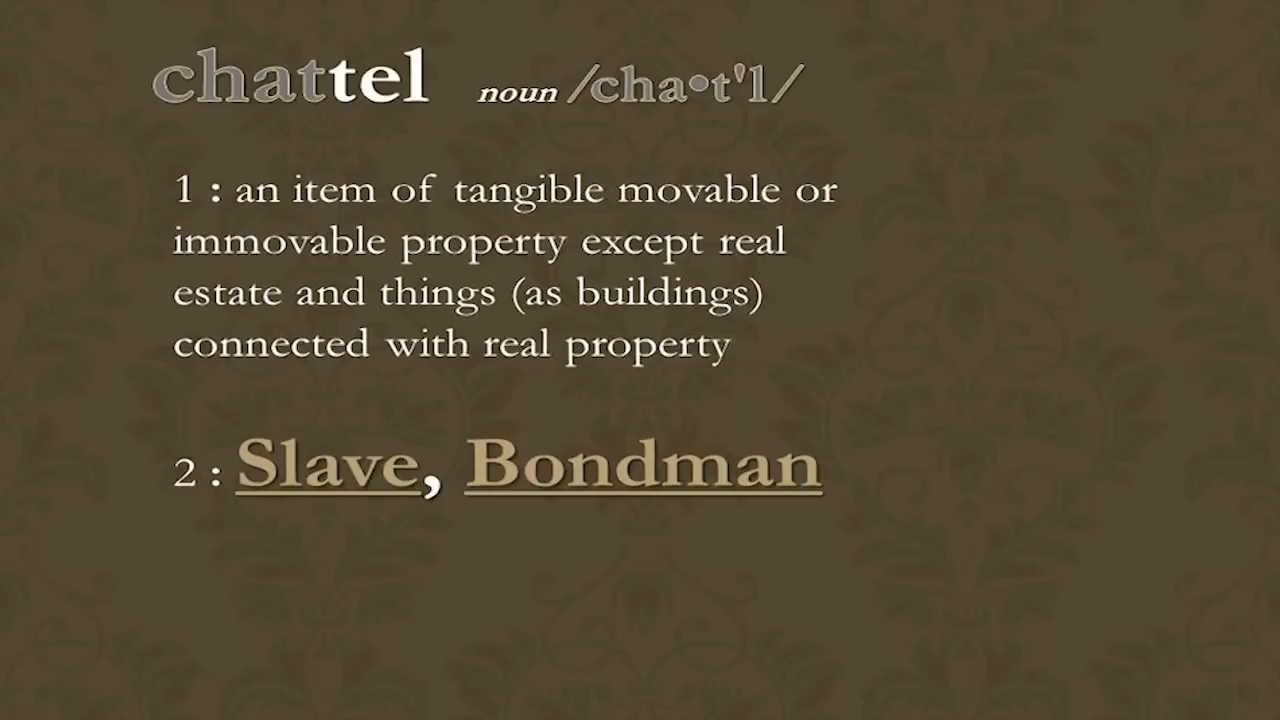 chattel noun /cha•t'l/
1 : an item of tangible movable or
immovable property except real
estate and things (as buildings)
connected with real property
2 : Slave, Bondman